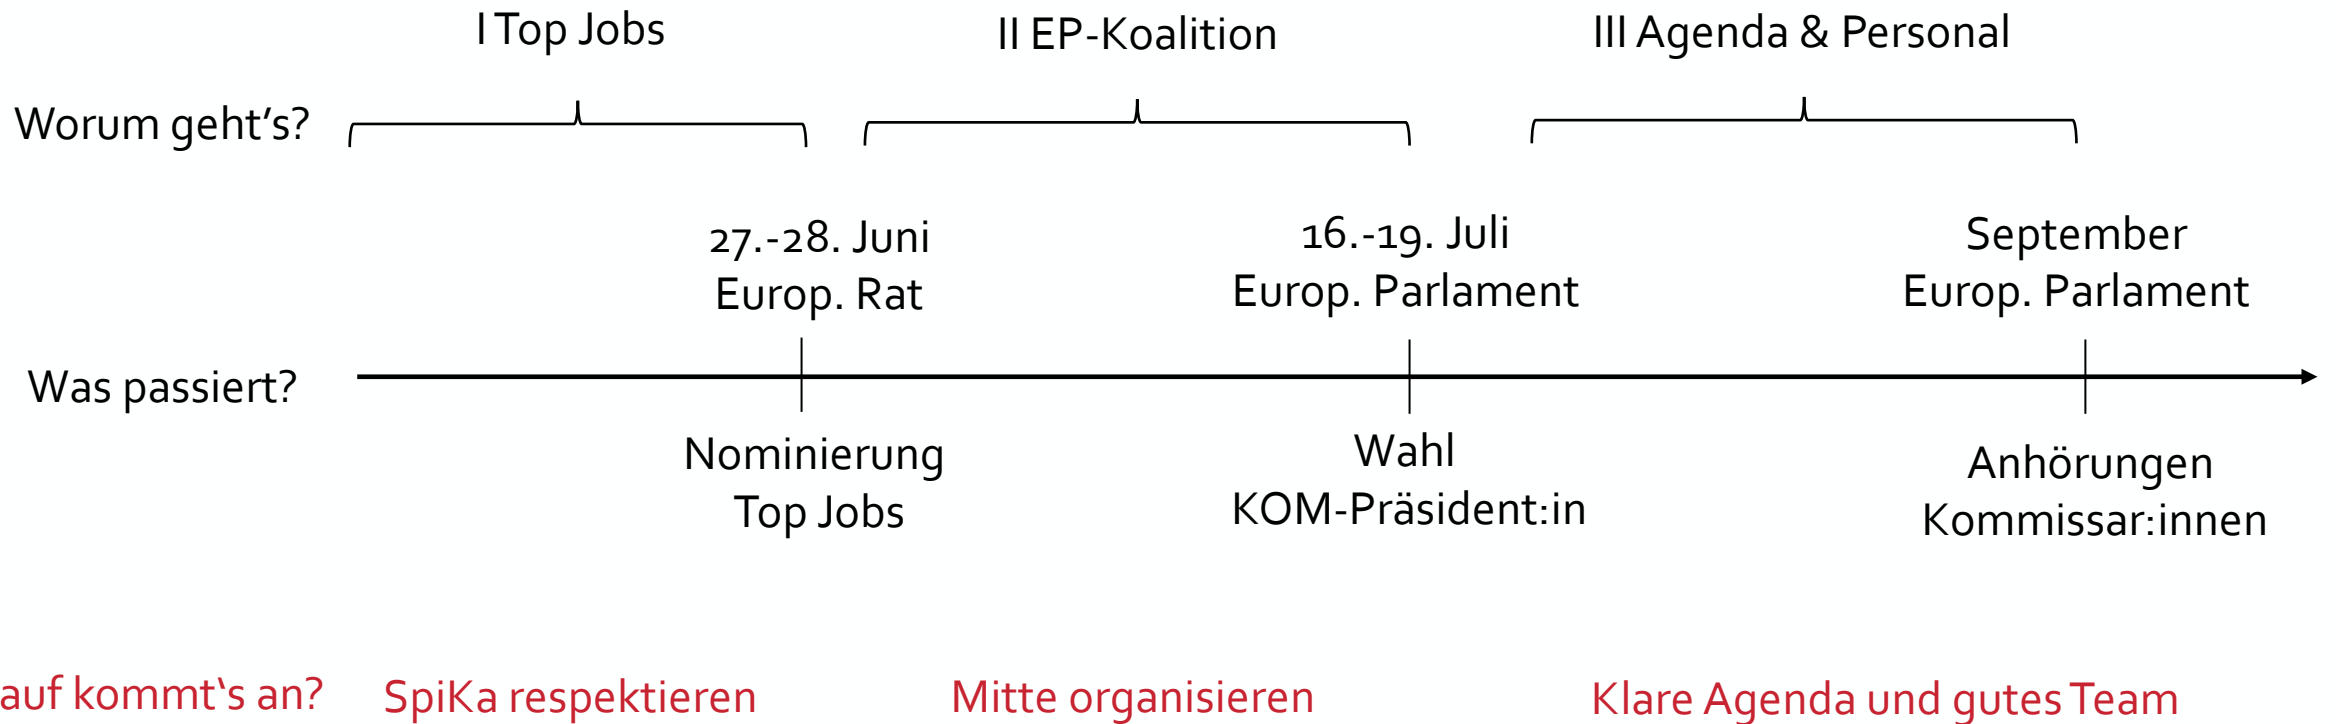 I Top Jobs
II EP-Koalition
III Agenda & Personal
Worum geht’s?
27.-28. Juni
Europ. Rat
16.-19. Juli
Europ. Parlament
September
Europ. Parlament
Was passiert?
Nominierung
Top Jobs
Wahl
KOM-Präsident:in
Anhörungen
Kommissar:innen
auf kommt‘s an?
SpiKa respektieren
Mitte organisieren
Klare Agenda und gutes Team